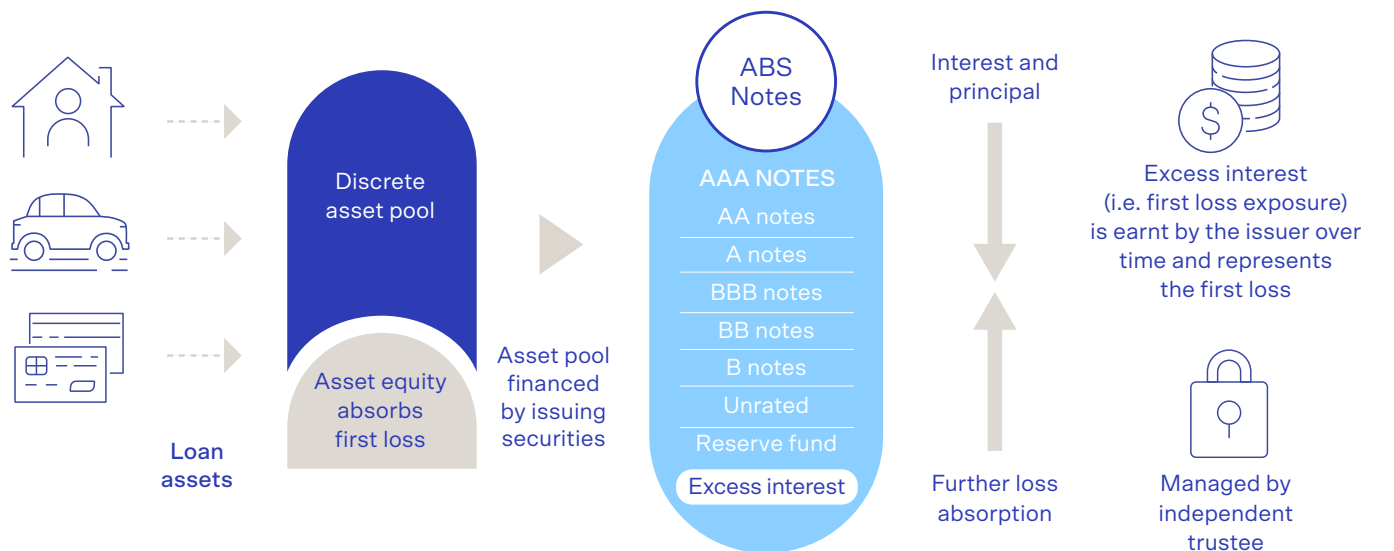 Loan
assets
Discrete
asset pool
Asset equity
absorbs
first loss
Asset pool
financed
by issuing
securities
ABS
Notes
AAA NOTES
AA notes
A notes
BBB notes
BB notes
B notes
Unrated
Reserve fund
Excess interest
Interest and
principal
Further loss
absorption
$
Excess interest
(i.e. first loss exposure)
is earnt by the issuer over
time and represents
the first loss
Managed by
independent
trustee